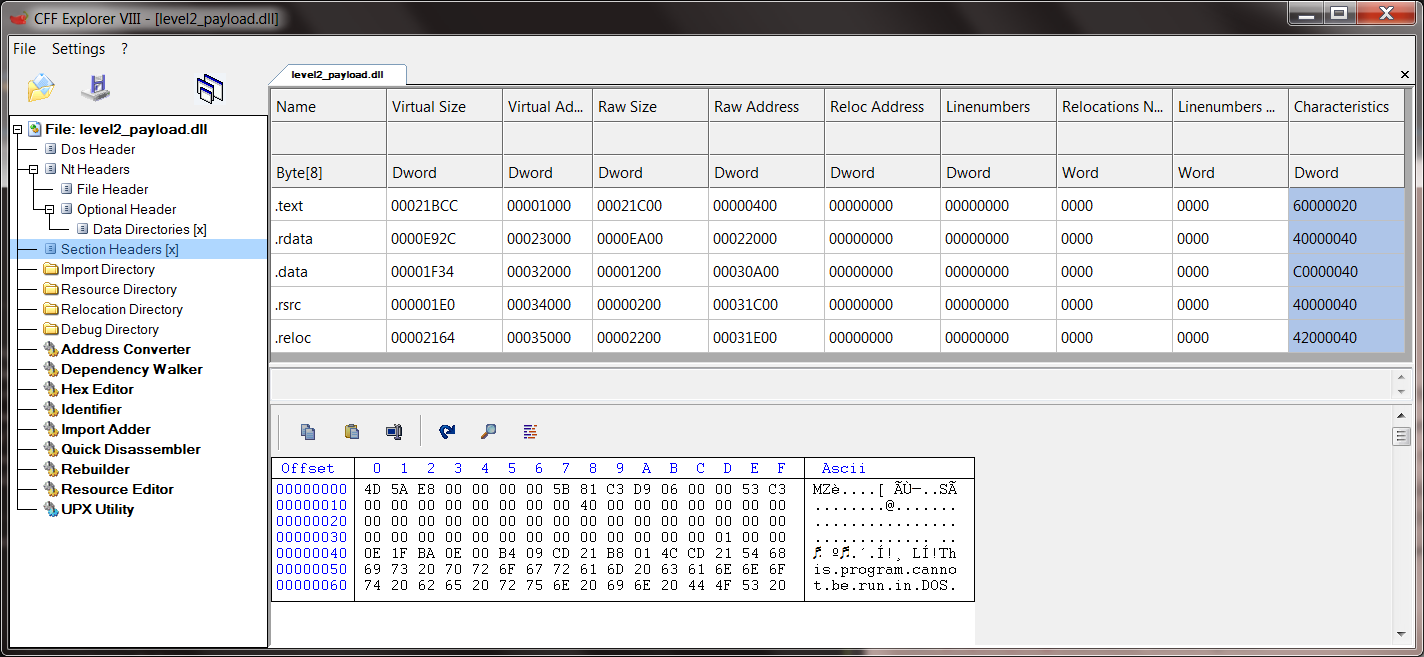 CFF Explorer VIII - [level2_payload.dll]
File Settings ?
level2_payload.dll
File: level2_payload.dll
Dos Header
Nt Headers
File Header
Optional Header
Data Directories [x]
Section Headers [x]
Import Directory
Resource Directory
Relocation Directory
Debug Directory
Address Converter
Dependency Walker
Hex Editor
Identifier
Import Adder
Quick Disassembler
Rebuilder
Resource Editor
UPX Utility
Name Virtual Size Virtual Ad... Raw Size Raw Address Reloc Address Linenumbers Relocations N... Linenumbers ... Characteristics
Byte[8] Dword Dword Dword Dword Dword Dword Word Word Dword
.text 00021BCC 00001000 00021C00 00000400 00000000 00000000 0000 0000 60000020
.rdata 0000E92C 00023000 0000EA00 00022000 00000000 00000000 0000 0000 40000040
.data 00001F34 00032000 00001200 00030A00 00000000 00000000 0000 0000 C0000040
.rsrc 000001E0 00034000 00000200 00031C00 00000000 00000000 0000 0000 40000040
.reloc 00002164 00035000 00002200 00031E00 00000000 00000000 0000 0000 42000040
Offset 0 1 2 3 4 5 6 7 8 9 A B C D E F Ascii
00000000 4D 5A E8 00 00 00 00 5B 81 C3 D9 06 00 00 53 C3 MZè....[ ÃÙ–..SÃ
00000010 00 00 00 00 00 00 00 00 40 00 00 00 00 00 00 00 ........@.......
00000020 00 00 00 00 00 00 00 00 00 00 00 00 00 00 00 00 ................
00000030 00 00 00 00 00 00 00 00 00 00 00 00 00 01 00 00 ............. ..
00000040 0E 1F BA 0E 00 B4 09 CD 21 B8 01 4C CD 21 54 68 ♬ º♬.´.Í!¸ LÍ!Th
00000050 69 73 20 70 72 6F 67 72 61 6D 20 63 61 6E 6E 6F is.program.canno
00000060 74 20 62 65 20 72 75 6E 20 69 6E 20 44 4F 53 20 t.be.run.in.DOS.